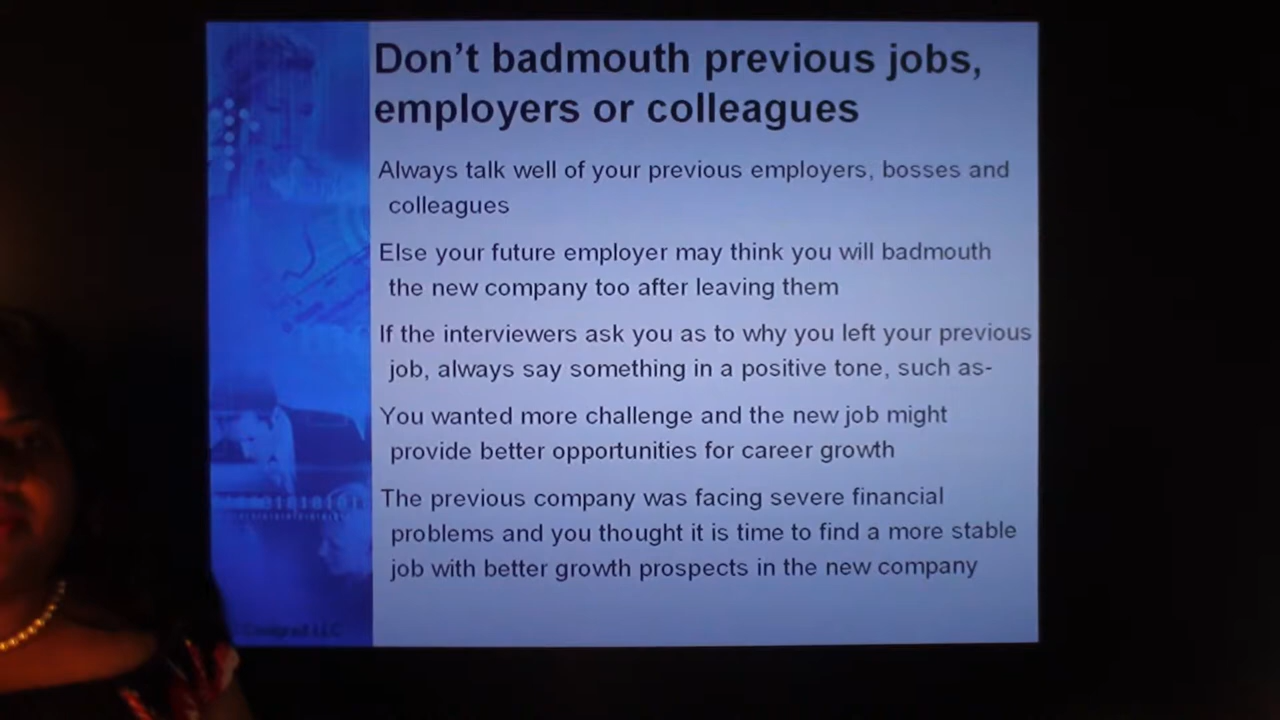 Don't badmouth previous jobs,
employers or colleagues
Always talk well of your previous employers, bosses and
colleagues
Else your future employer may think you will badmouth
the new company too after leaving them
If the interviewers ask you as to why you left your previous
job, always say something in a positive tone, such as-
You wanted more challenge and the new job might
provide better opportunities for career growth
The previous company was facing severe financial
problems and you thought it is time to find a more stable
job with better growth prospects in the new company